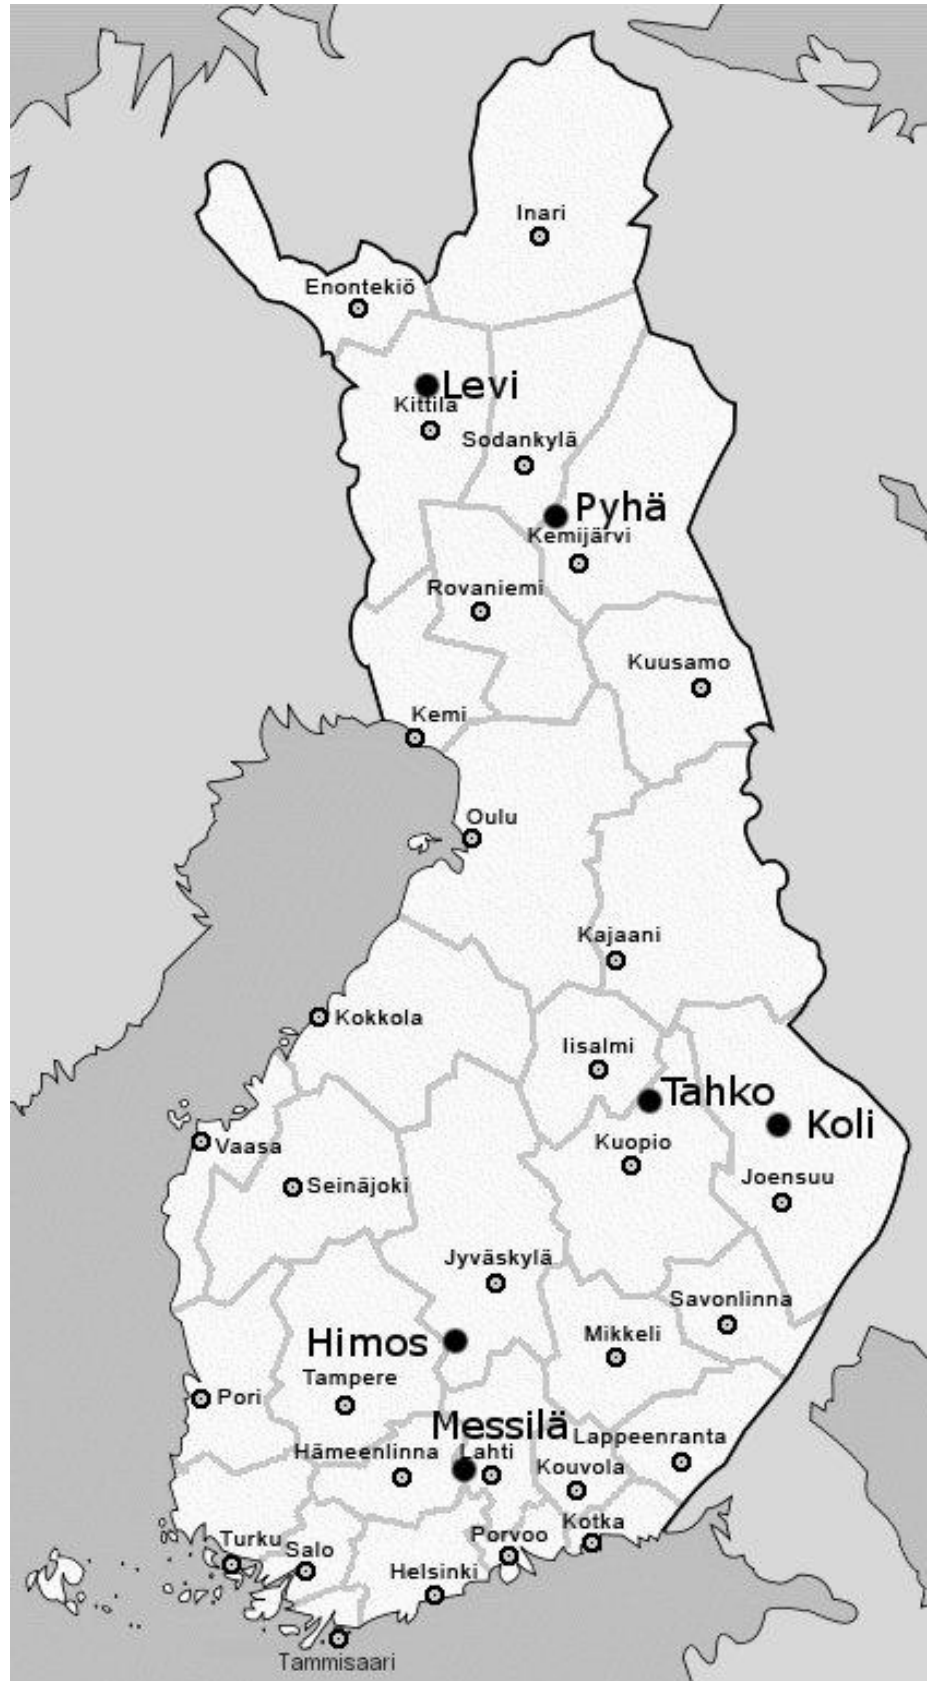 Inari
Enontekiö
Levi
Kittilä
Sodankylä
Pyhä
Kemijärvi
Rovaniemi
Kuusamo
Kemi
Oulu
Kajaani
Kokkola
Iisalmi
Tahko
Koli
Vaasa
Kuopio
Seinäjoki
Joensuu
Jyväskylä
Savonlinna
Himos
Mikkeli
Tampere
Pori
Messilä
Lappeenranta
Hämeenlinna
Lahti
Kouvola
Kotka
Turku
Salo
Porvoo
Helsinki
Tammisaari